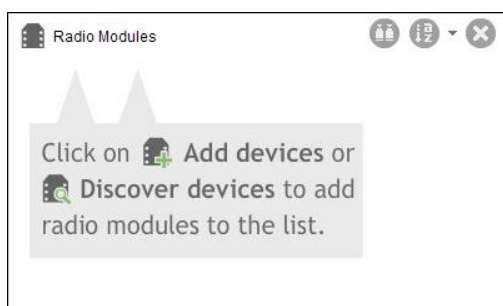 Radio Modules
Click on Add devices or
Discover devices to add
radio modules to the list.